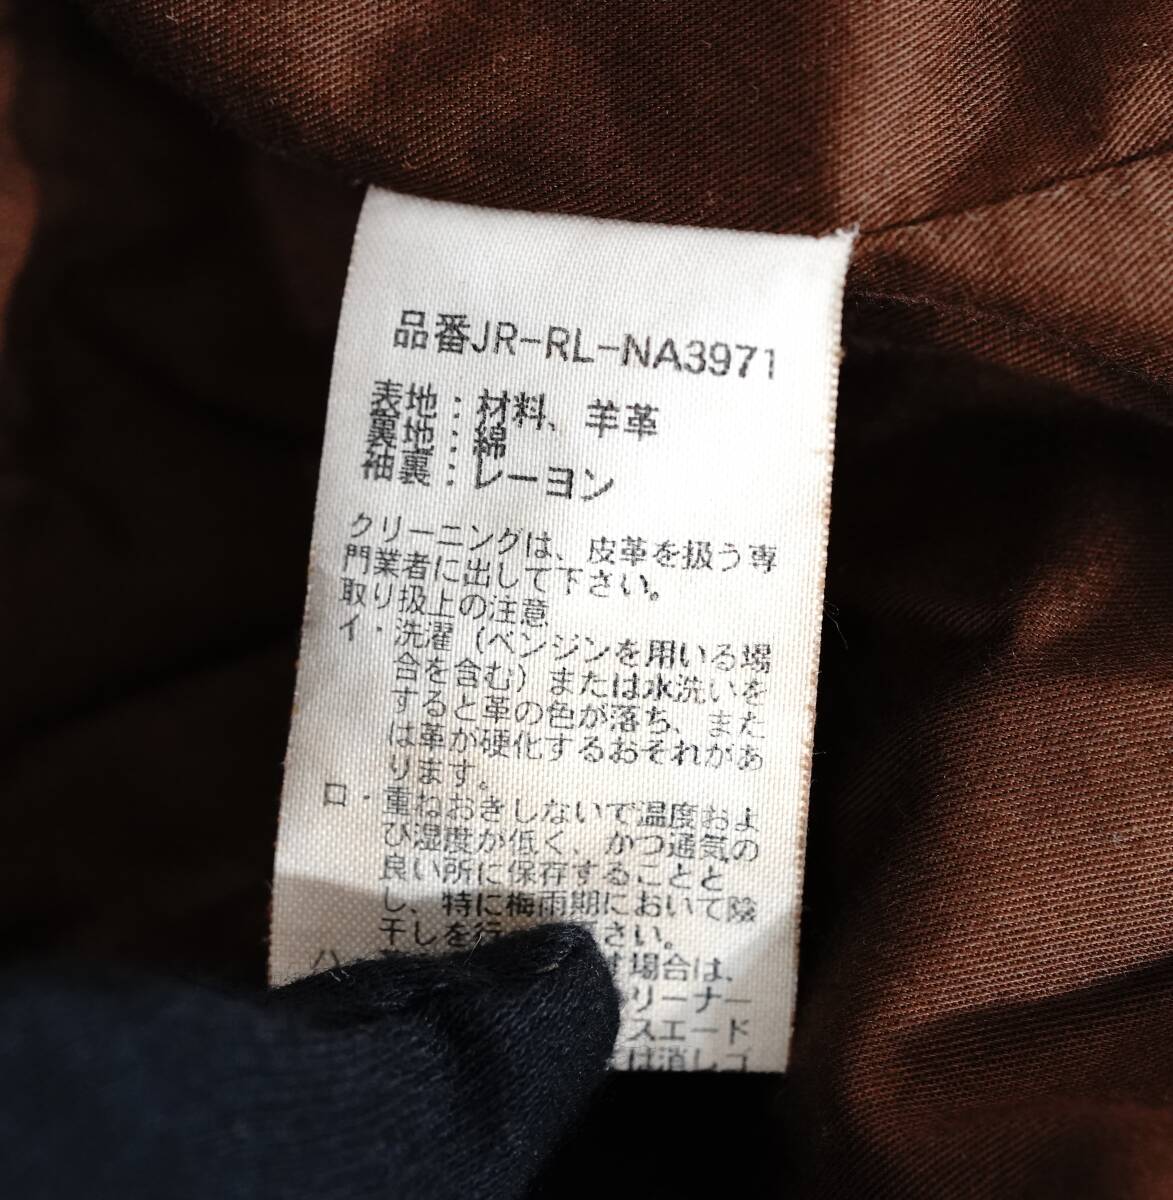 品番JR-RL-NA3971
表地：材料、羊革
裏地：綿
袖裏：レーヨン
クリーニングは、皮革を扱う専
門業者に出して下さい。
取り扱上の注意
イ・洗濯（ベンジンを用いる場
合を含む）または水洗いを
すると革の色が落ち、また
は革が硬化するおそれがあ
ります。
ロ・重ねおきしないで温度およ
び湿度が低く、かつ通気の
良い所に保存することと
し、特に梅雨期において陰
干しを行 さい。
ハ 場合は、
リーナー
スエード
は消しゴ